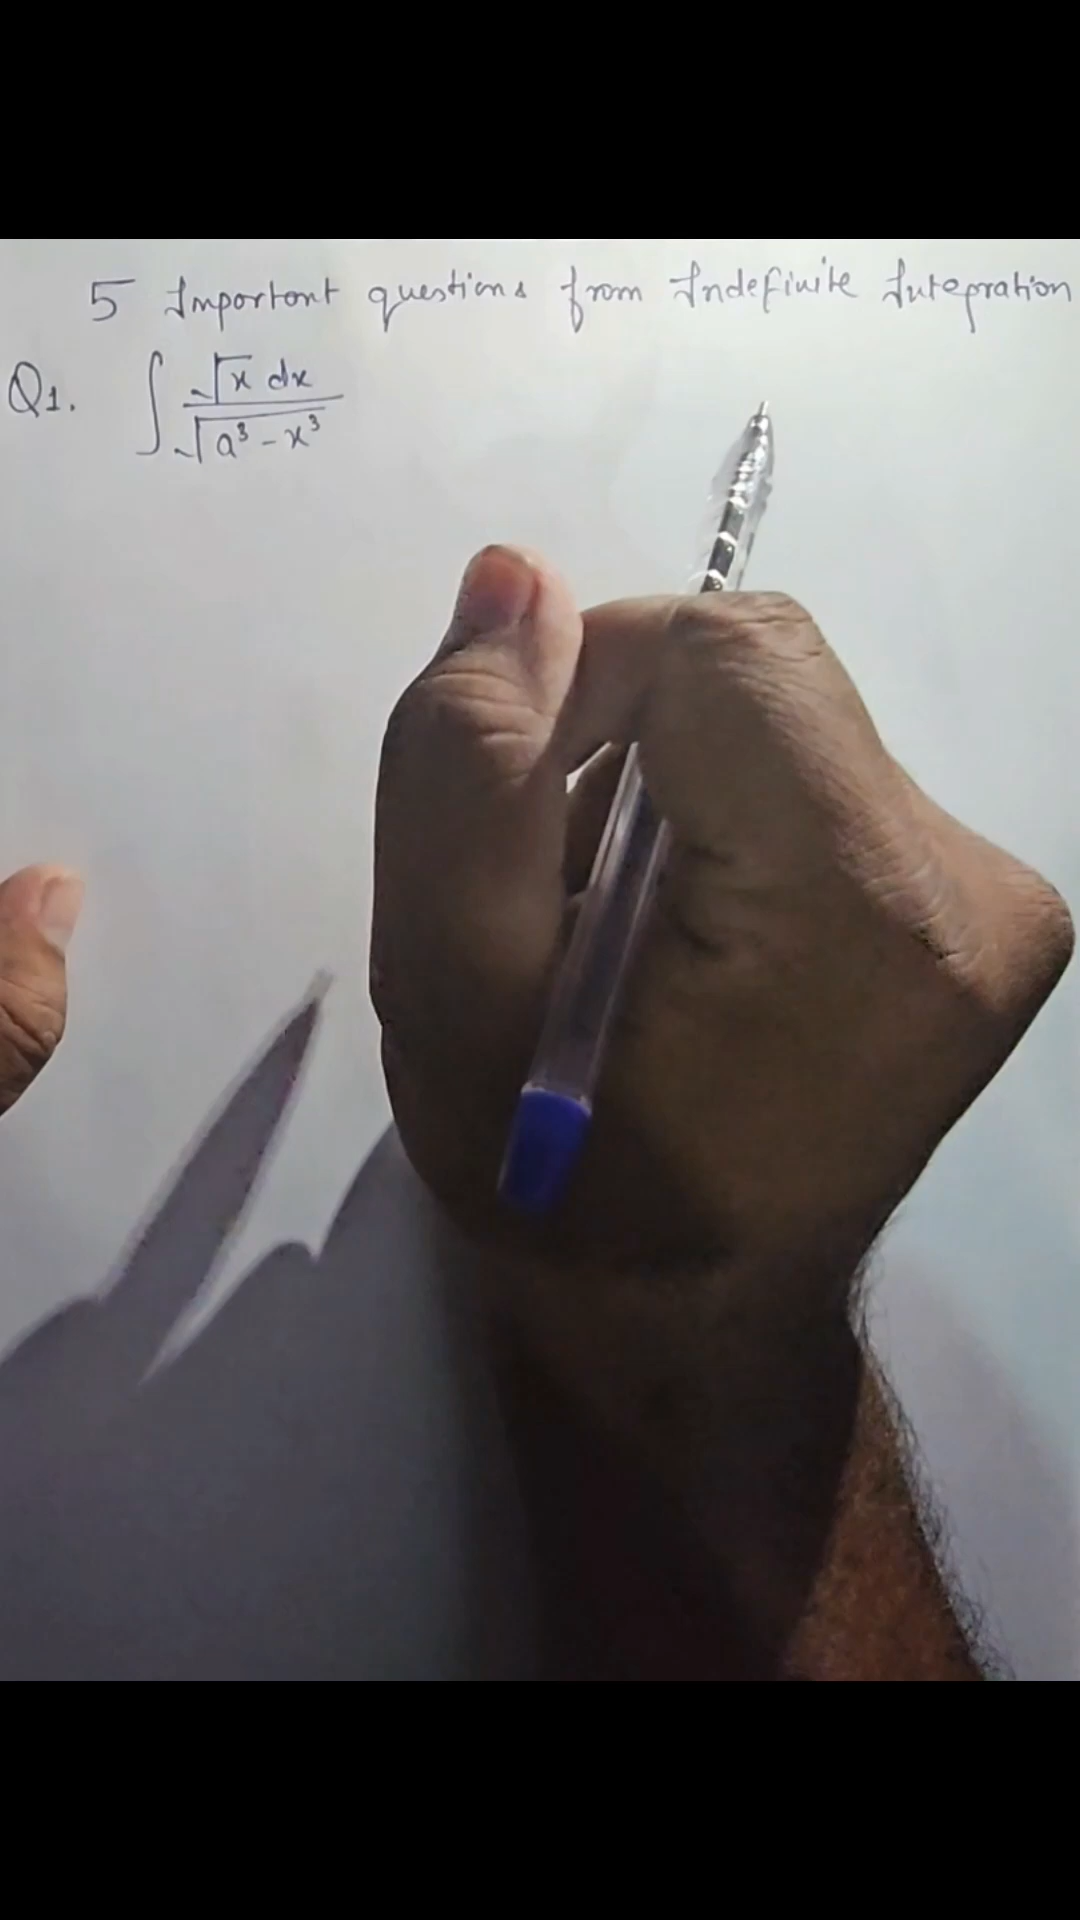 5 Important questions from Indefinite Integration
Q1. ∫ √x dx / √(a³ - x³)